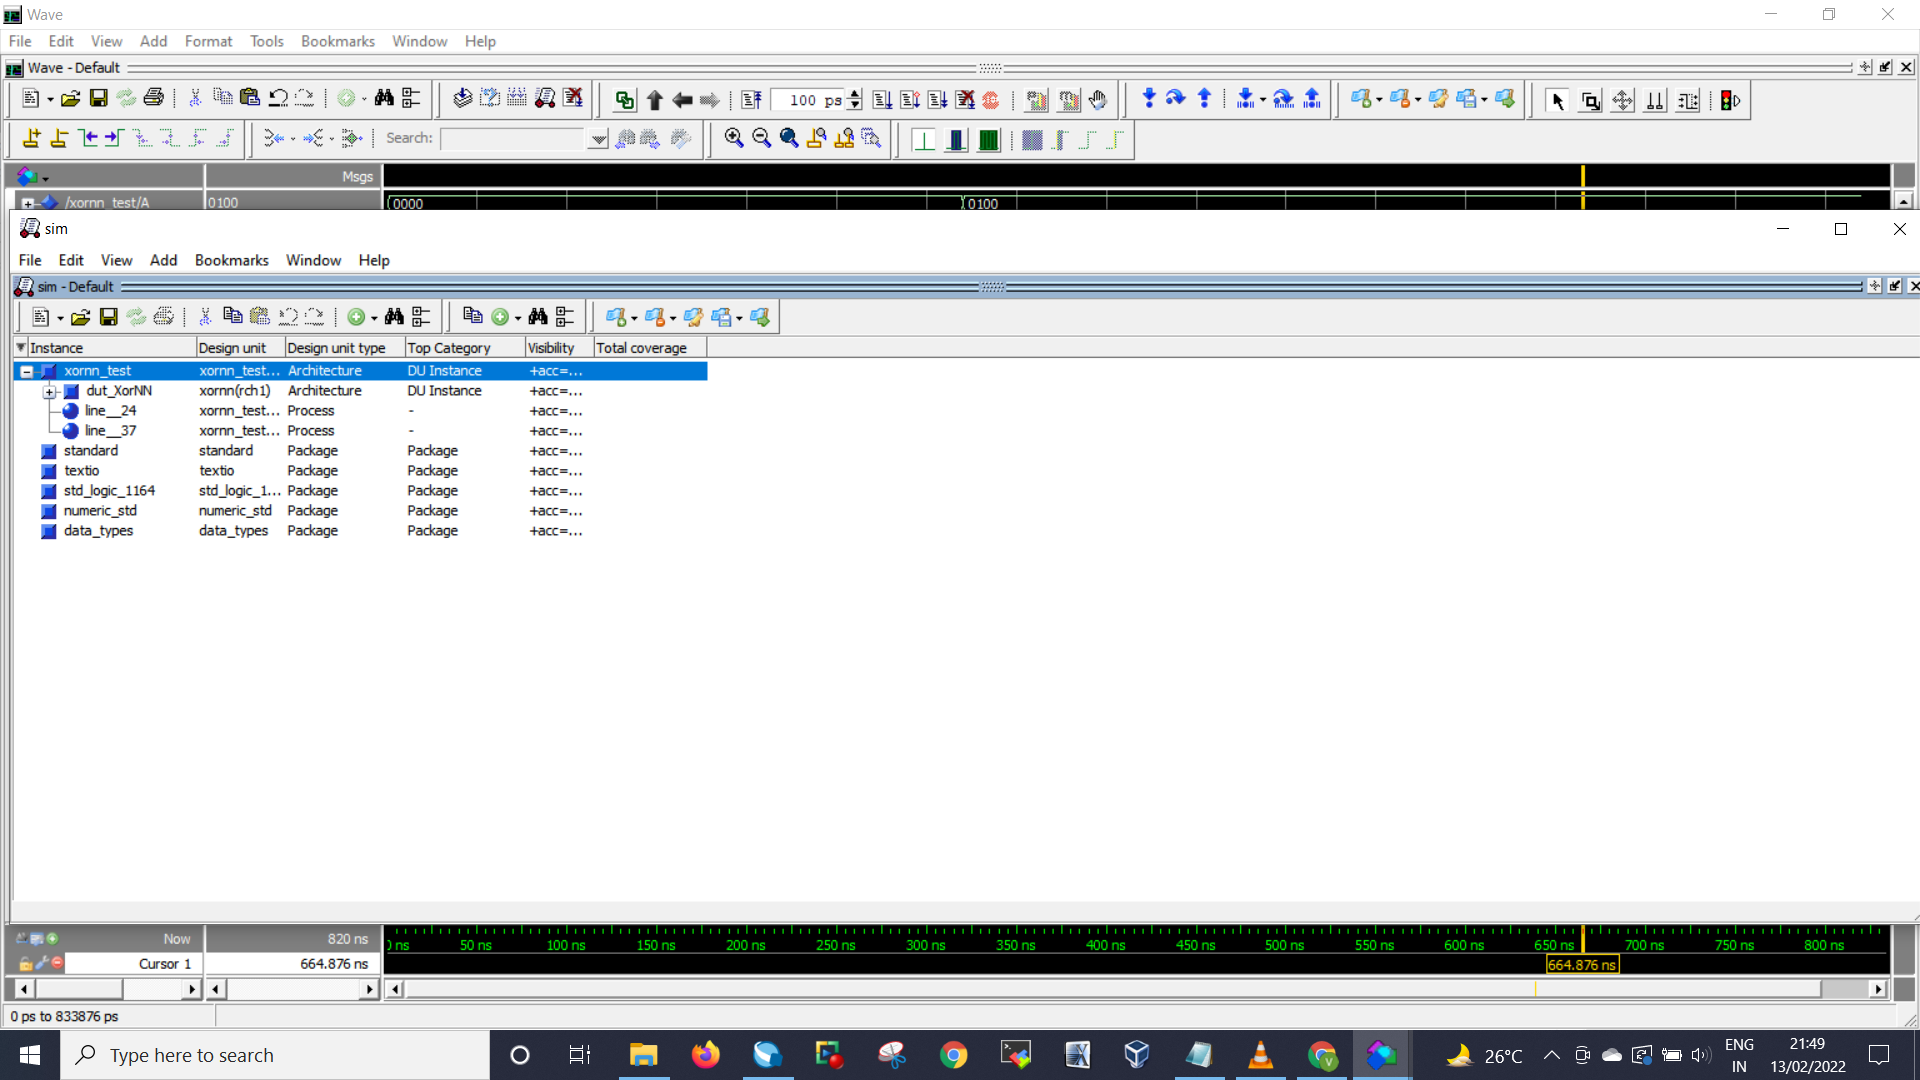 Wave
File Edit View Add Format Tools Bookmarks Window Help
Wave - Default
100 ps
Search:
Msgs
/xornn_test/A 0100 0000 0100
sim
File Edit View Add Bookmarks Window Help
sim - Default
Instance Design unit Design unit type Top Category Visibility Total coverage
xornn_test xornn_test... Architecture DU Instance +acc=...
dut_XorNN xornn(rch1) Architecture DU Instance +acc=...
line__24 xornn_test... Process - +acc=...
line__37 xornn_test... Process - +acc=...
standard standard Package Package +acc=...
textio textio Package Package +acc=...
std_logic_1164 std_logic_1... Package Package +acc=...
numeric_std numeric_std Package Package +acc=...
data_types data_types Package Package +acc=...
Now 820 ns ns 50 ns 100 ns 150 ns 200 ns 250 ns 300 ns 350 ns 400 ns 450 ns 500 ns 550 ns 600 ns 650 ns 700 ns 750 ns 800 ns
Cursor 1 664.876 ns 664.876 ns
0 ps to 833876 ps
Type here to search
26°C
ENG
IN
21:49
13/02/2022